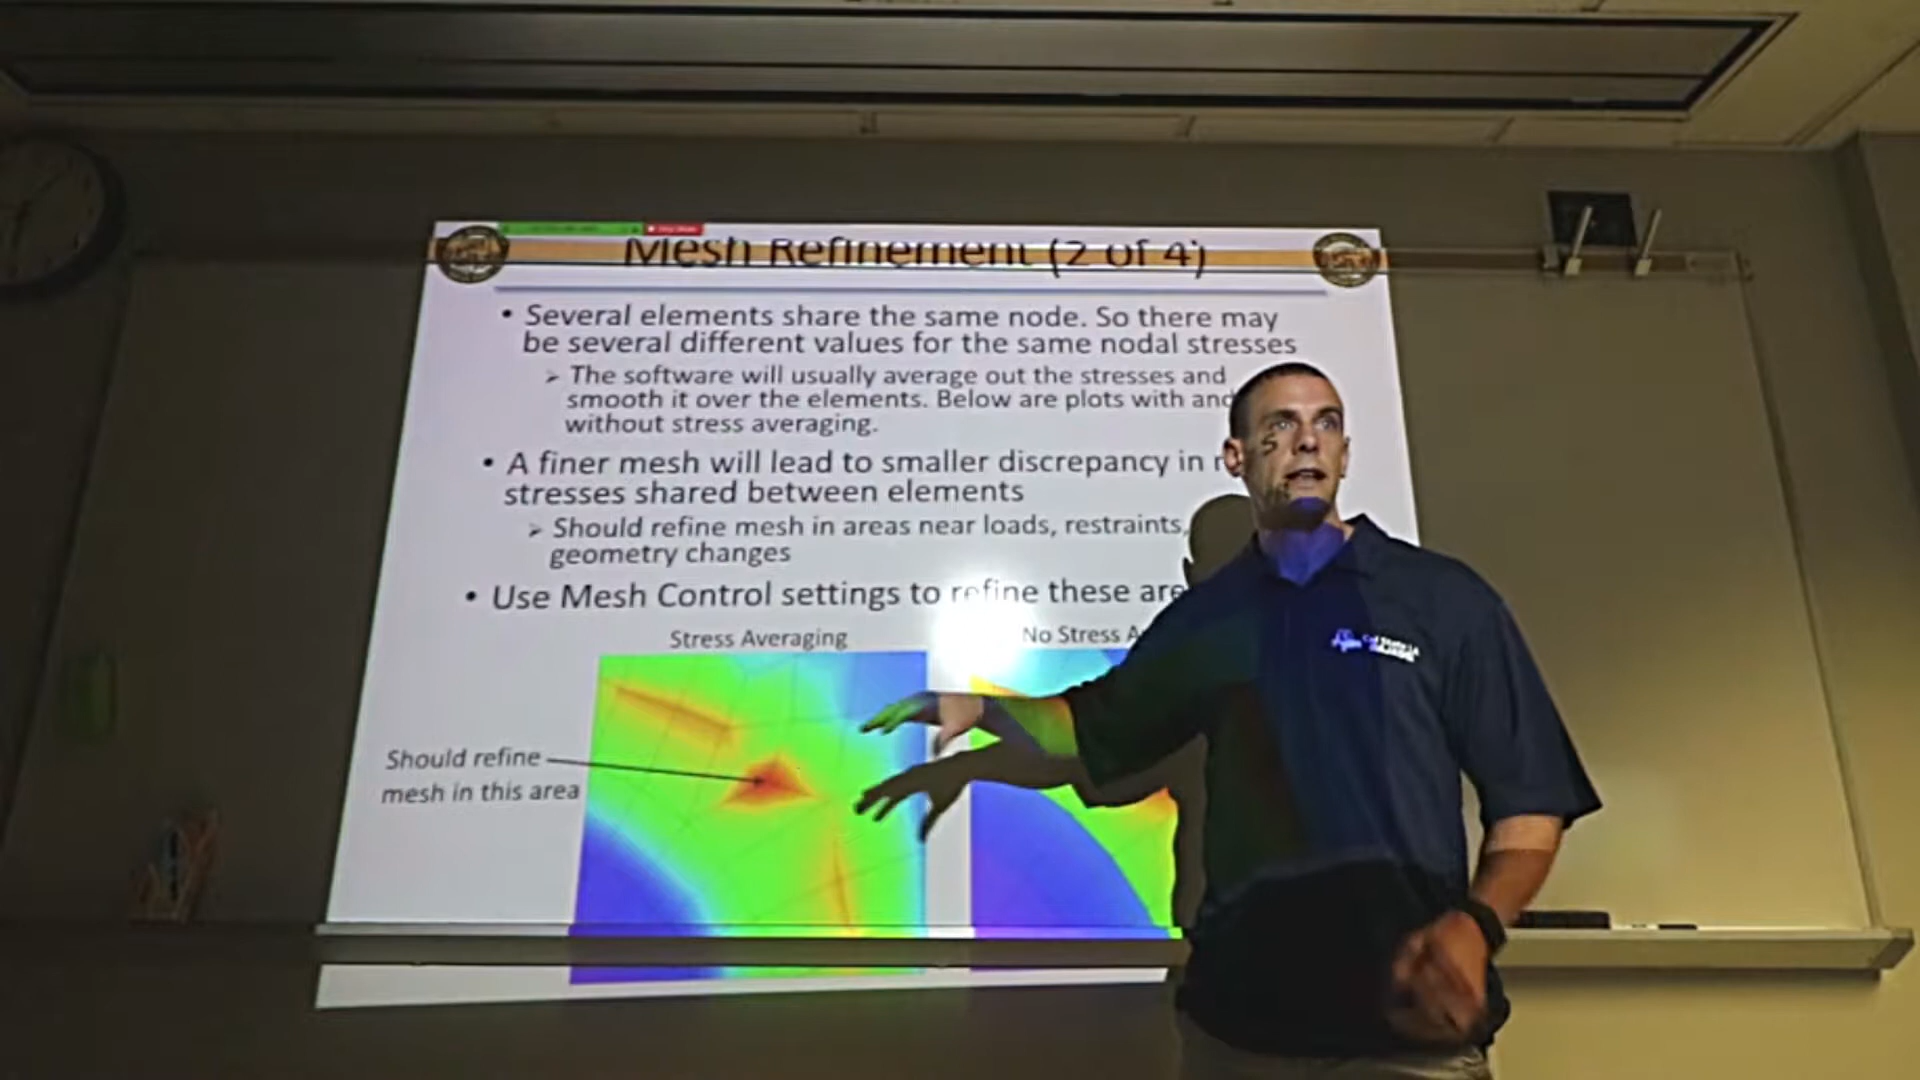 Mesh Refinement (2 of 4)
• Several elements share the same node. So there may
be several different values for the same nodal stresses
➢ The software will usually average out the stresses and
smooth it over the elements. Below are plots with and
without stress averaging.
• A finer mesh will lead to smaller discrepancy in
stresses shared between elements
➢ Should refine mesh in areas near loads, restraints,
geometry changes
• Use Mesh Control settings to refine these
Stress Averaging
No Stress
Should refine
mesh in this area